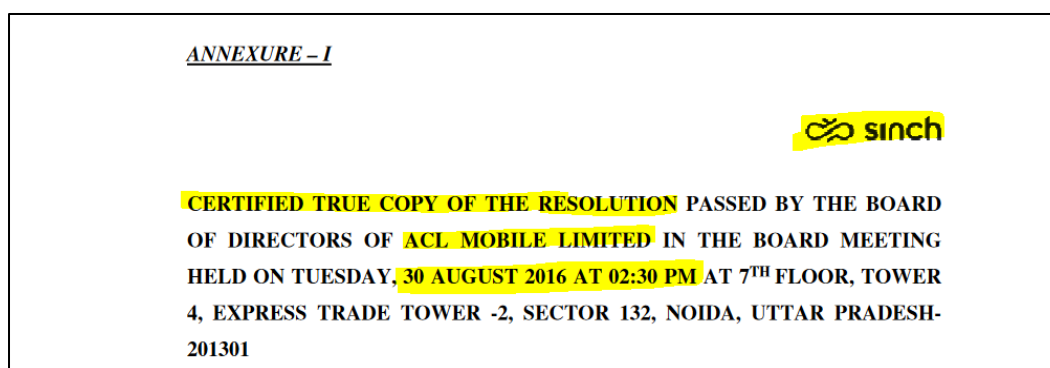 ANNEXURE – I
sinch
CERTIFIED TRUE COPY OF THE RESOLUTION PASSED BY THE BOARD
OF DIRECTORS OF ACL MOBILE LIMITED IN THE BOARD MEETING
HELD ON TUESDAY, 30 AUGUST 2016 AT 02:30 PM AT 7TH FLOOR, TOWER
4, EXPRESS TRADE TOWER -2, SECTOR 132, NOIDA, UTTAR PRADESH-
201301